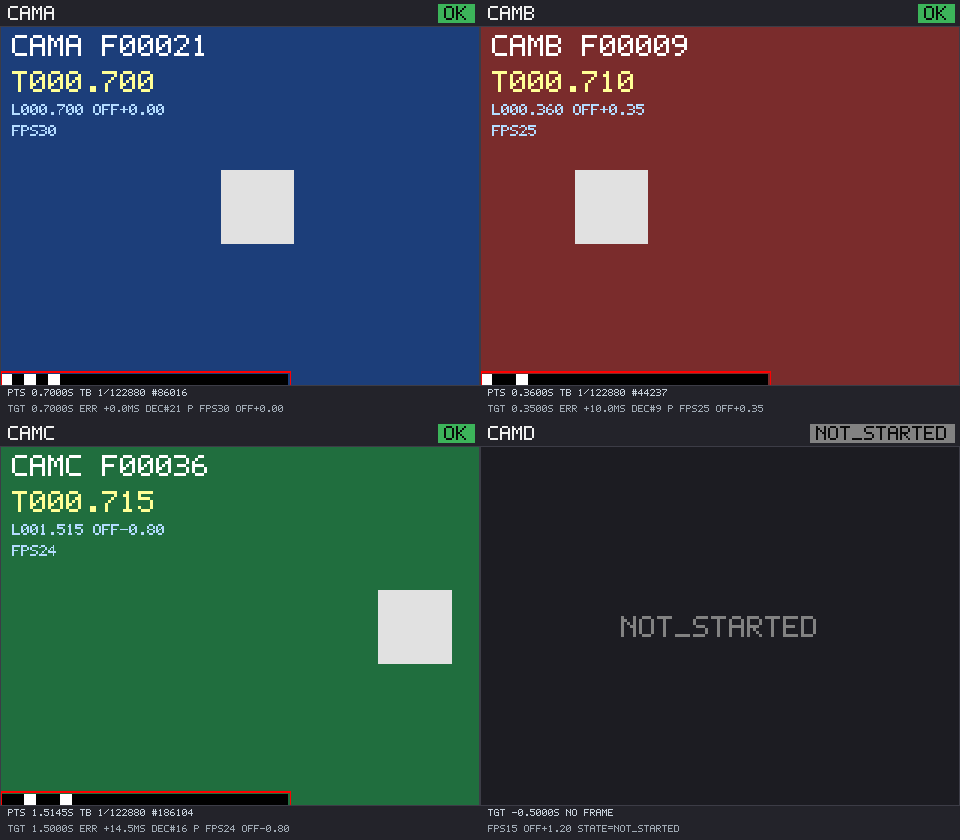 CAMA OK
CAMA F00021
T000.700
L000.700 OFF+0.00
FPS30
PTS 0.7000S TB 1/122880 #86016
TGT 0.7000S ERR +0.0MS DEC#21 P FPS30 OFF+0.00
CAMB OK
CAMB F00009
T000.710
L000.360 OFF+0.35
FPS25
PTS 0.3600S TB 1/122880 #44237
TGT 0.3500S ERR +10.0MS DEC#9 P FPS25 OFF+0.35
CAMC OK
CAMC F00036
T000.715
L001.515 OFF-0.80
FPS24
PTS 1.5145S TB 1/122880 #186104
TGT 1.5000S ERR +14.5MS DEC#16 P FPS24 OFF-0.80
CAMD NOT_STARTED
NOT_STARTED
TGT -0.5000S NO FRAME
FPS15 OFF+1.20 STATE=NOT_STARTED